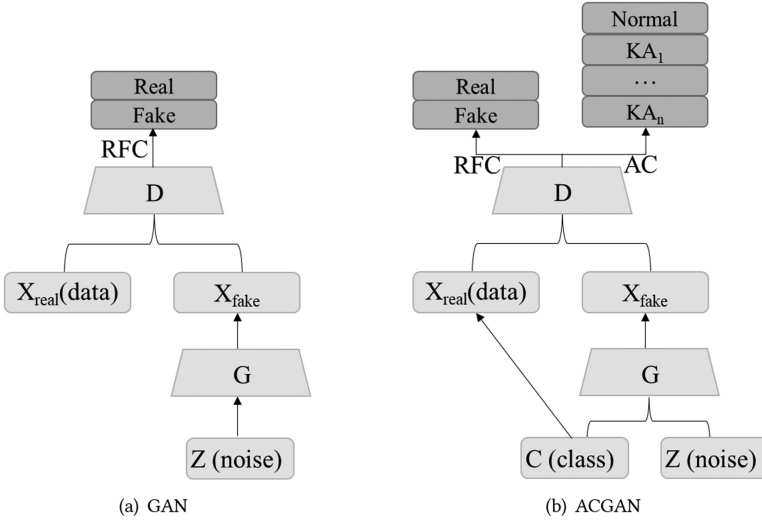 Real
Fake
RFC
D
X_real(data)
X_fake
G
Z (noise)
(a) GAN
Normal
KA_1
...
KA_n
Real
Fake
RFC
AC
D
X_real(data)
X_fake
G
C (class)
Z (noise)
(b) ACGAN